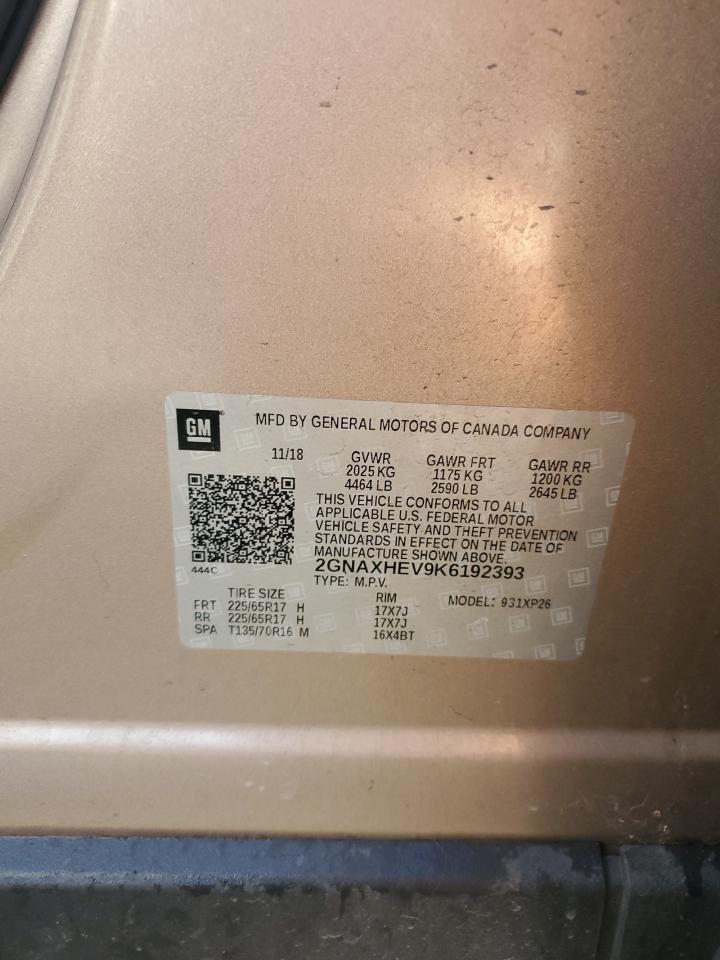 GM
MFD BY GENERAL MOTORS OF CANADA COMPANY
11/18 GVWR GAWR FRT GAWR RR
2025 KG 1175 KG 1200 KG
4464 LB 2590 LB 2645 LB
THIS VEHICLE CONFORMS TO ALL
APPLICABLE U.S. FEDERAL MOTOR
VEHICLE SAFETY AND THEFT PREVENTION
STANDARDS IN EFFECT ON THE DATE OF
MANUFACTURE SHOWN ABOVE.
444C 2GNAXHEV9K6192393
TYPE: M.P.V.
TIRE SIZE RIM MODEL: 931XP26
FRT 225/65R17 H 17X7J
RR 225/65R17 H 17X7J
SPA T135/70R16 M 16X4BT